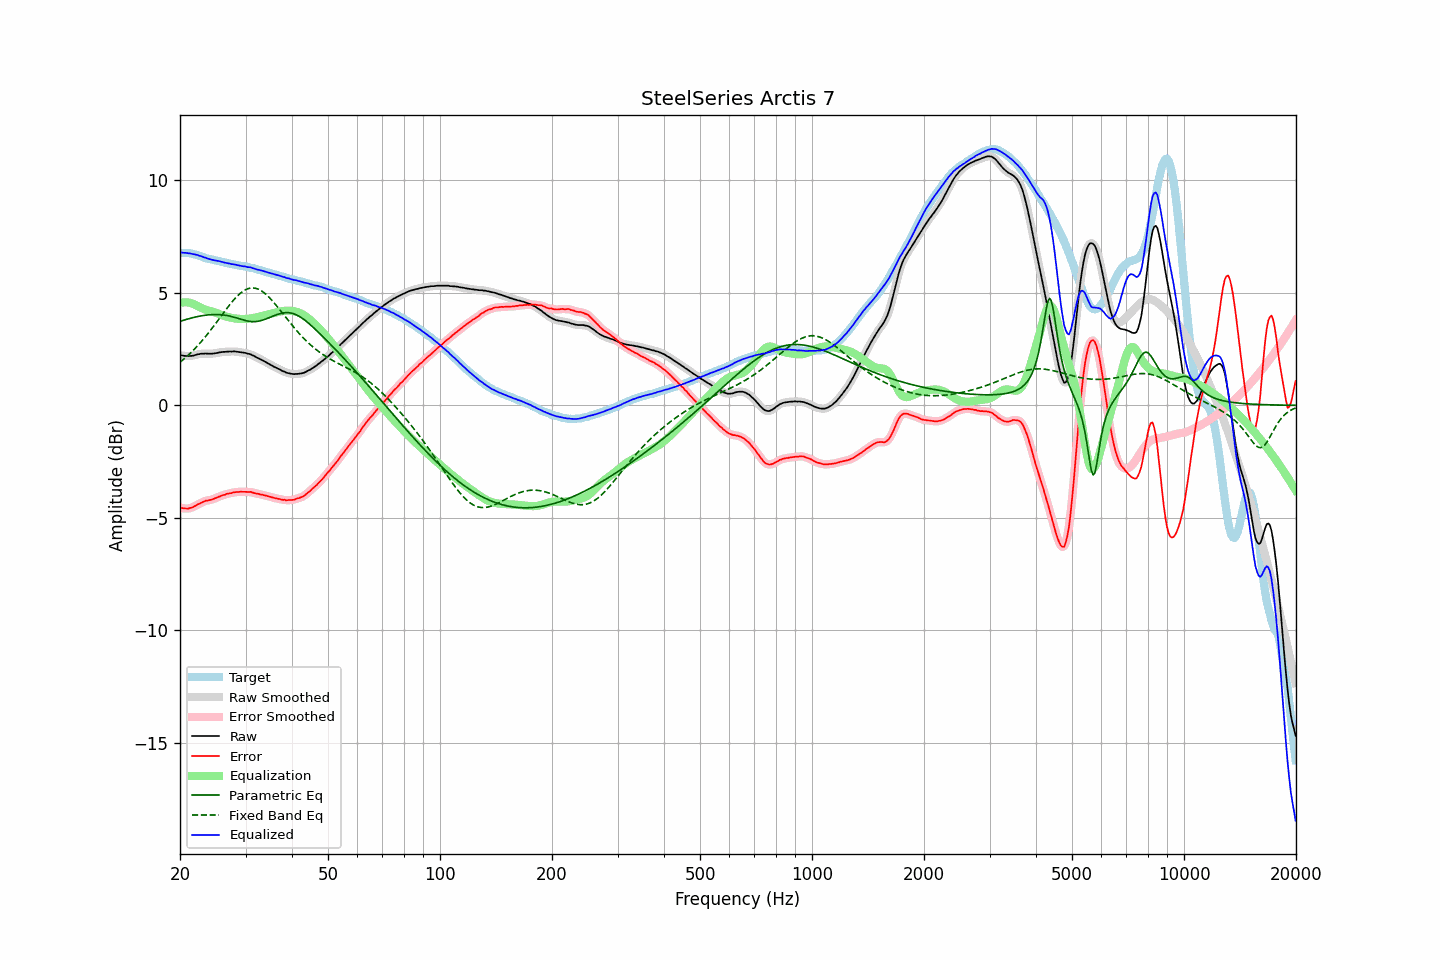 SteelSeries Arctis 7
Amplitude (dBr)
10
5
0
−5
−10
−15
Target
Raw Smoothed
Error Smoothed
Raw
Error
Equalization
Parametric Eq
Fixed Band Eq
Equalized
20 50 100 200 500 1000 2000 5000 10000 20000
Frequency (Hz)